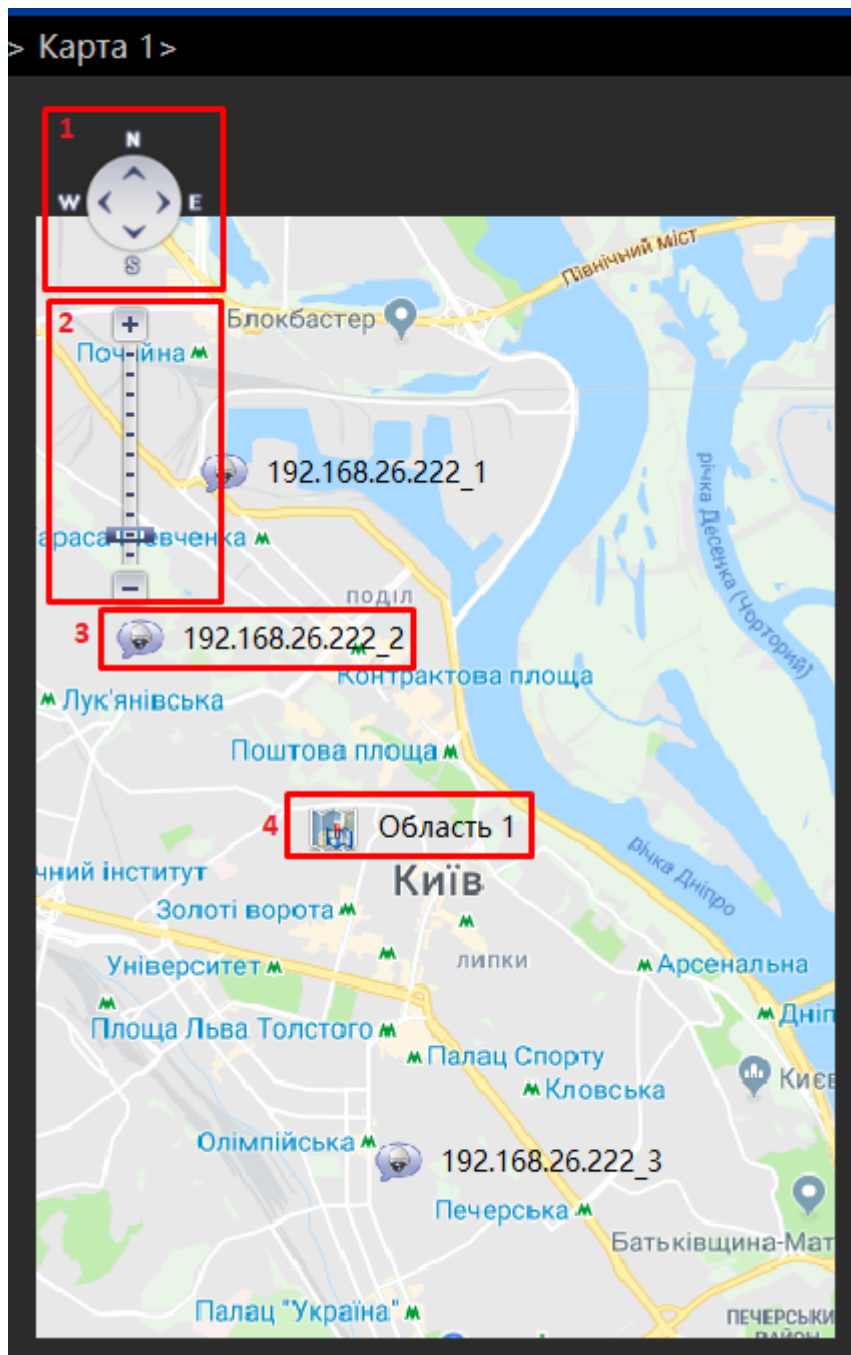 > Карта 1>
1
N
W
E
S
Північний міст
2
+
Блокбастер
Почайна
192.168.26.222_1
річка Десенка (Чорторий)
Тараса Шевченка
ПОДІЛ
3
192.168.26.222_2
Контрактова площа
Лук'янівська
Поштова площа
4
Область 1
річка Дніпро
чний інститут
Київ
Золоті ворота
ЛИПКИ
Університет
Арсенальна
Площа Льва Толстого
Дніп
Палац Спорту
Києв
Кловська
Олімпійська
192.168.26.222_3
Печерська
Батьківщина-Мат
Палац "Україна"
ПЕЧЕРСЬКИ
РАЙОН